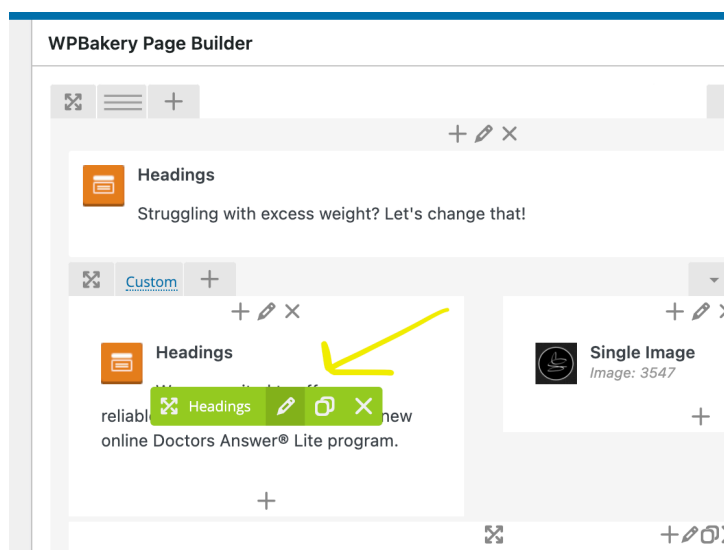 WPBakery Page Builder
Headings
Struggling with excess weight? Let's change that!
Custom
Headings
Single Image
Image: 3547
Headings
new
online Doctors Answer® Lite program.